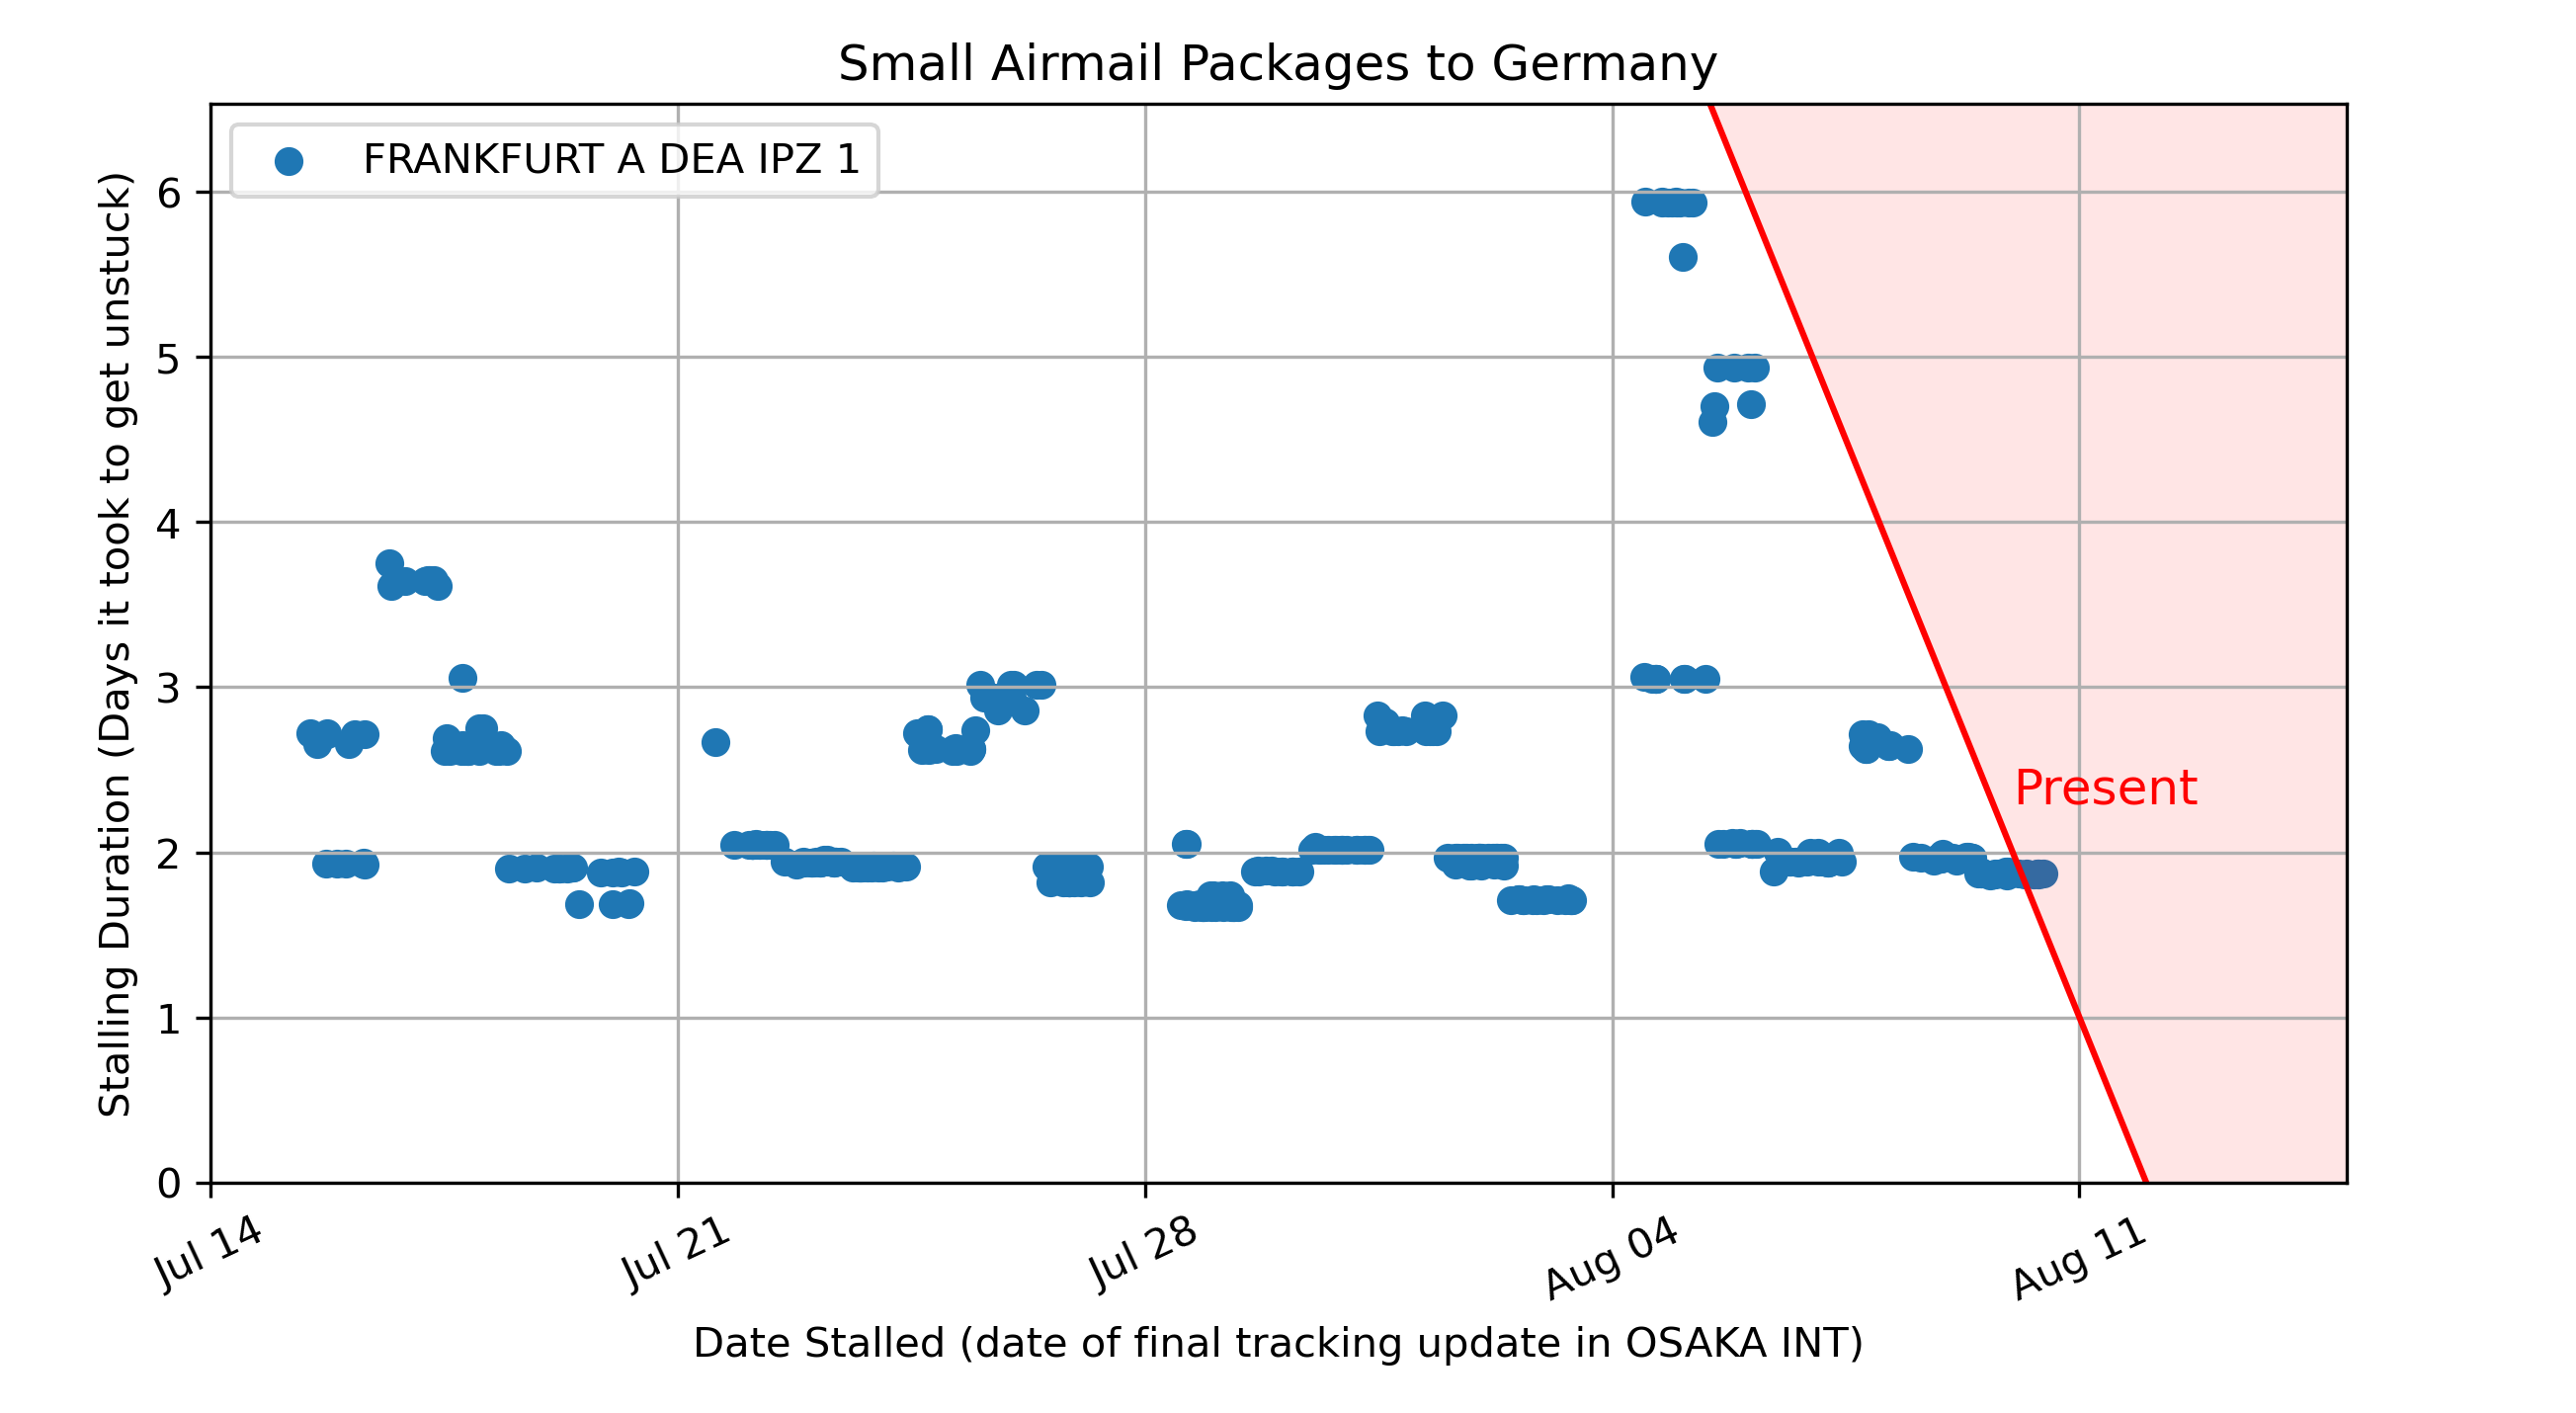 Small Airmail Packages to Germany
FRANKFURT A DEA IPZ 1
Stalling Duration (Days it took to get unstuck)
6
5
4
3
2
1
0
Present
Jul 14
Jul 21
Jul 28
Aug 04
Aug 11
Date Stalled (date of final tracking update in OSAKA INT)